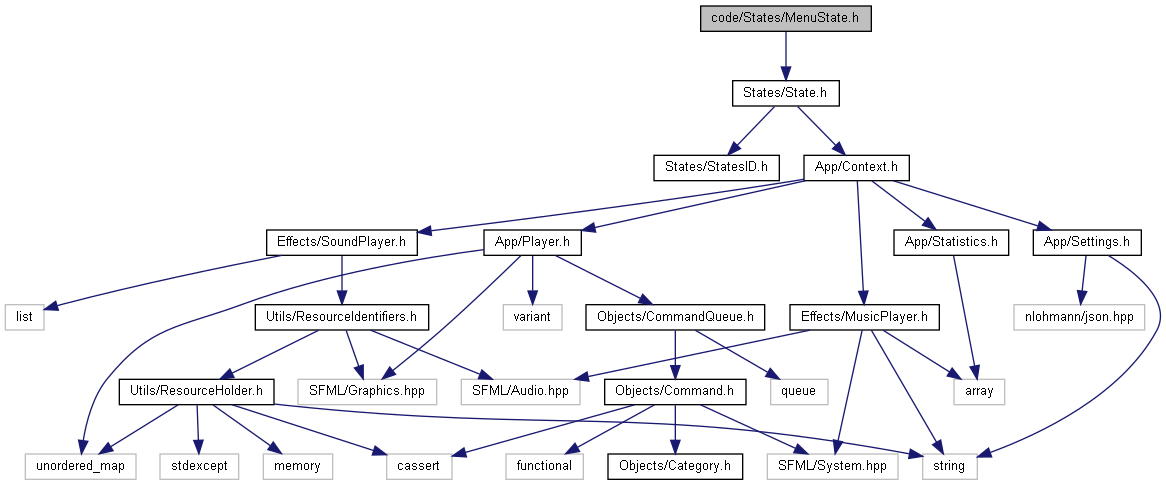 code/States/MenuState.h
States/State.h
States/StatesID.h
App/Context.h
Effects/SoundPlayer.h
App/Player.h
App/Statistics.h
App/Settings.h
list
Utils/ResourceIdentifiers.h
variant
Objects/CommandQueue.h
Effects/MusicPlayer.h
nlohmann/json.hpp
Utils/ResourceHolder.h
SFML/Graphics.hpp
SFML/Audio.hpp
Objects/Command.h
queue
array
unordered_map
stdexcept
memory
cassert
functional
Objects/Category.h
SFML/System.hpp
string